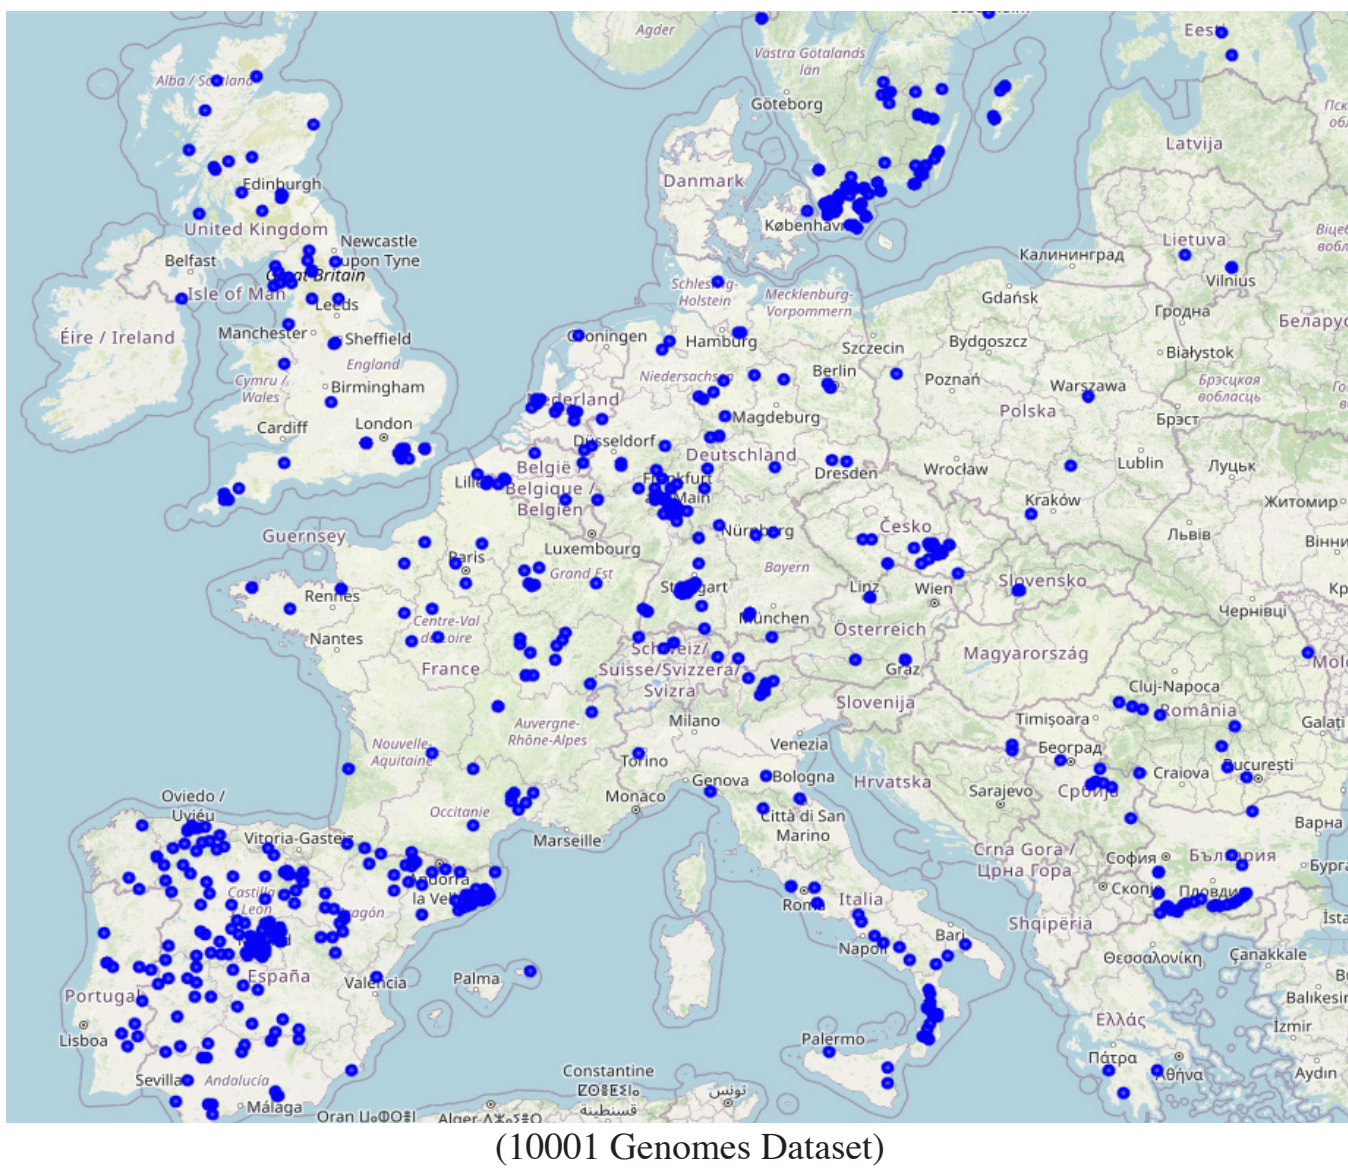 Stockholm
Agder
Västra Götalands
län
Eesti
Alba / Scotland
Göteborg
Latvija
Danmark
Edinburgh
United Kingdom
København
Newcastle
upon Tyne
Lietuva
Belfast
Great Britain
Калининград
Vilnius
Isle of Man
Schleswig-
Holstein
Mecklenburg-
Vorpommern
Gdańsk
Leeds
Гродна
Беларусь
Éire / Ireland
Manchester
Sheffield
Groningen
Hamburg
Szczecin
Bydgoszcz
Białystok
England
Cymru /
Wales
Birmingham
Niedersachsen
Berlin
Poznań
Warszawa
Брэсцкая
вобласць
Nederland
Magdeburg
Polska
Брэст
Cardiff
London
Düsseldorf
Deutschland
België /
Belgique /
Belgien
Lille
Frankfurt
am Main
Dresden
Wrocław
Lublin
Луцьк
Kraków
Житомир
Guernsey
Nürnberg
Česko
Львів
Luxembourg
Paris
Grand Est
Bayern
Rennes
Stuttgart
Linz
Wien
Slovensko
Чернівці
Nantes
Centre-Val
de Loire
München
Österreich
France
Schweiz/
Suisse/Svizzera/
Svizra
Magyarország
Graz
Cluj-Napoca
România
Slovenija
Milano
Timișoara
Galați
Auvergne-
Rhône-Alpes
Nouvelle-
Aquitaine
Venezia
Београд
Torino
București
Genova
Bologna
Hrvatska
Craiova
Србија
Sarajevo
Oviedo /
Uviéu
Monaco
Occitanie
Città di San
Marino
Варна
Vitoria-Gasteiz
Marseille
Crna Gora /
Црна Гора
София
България
Andorra
la Vella
Скопје
Пловдив
Castilla
León
Aragón
Roma
Italia
Shqipëria
Madrid
Napoli
Bari
España
València
Palma
Θεσσαλονίκη
Çanakkale
Portugal
Balıkesir
Ελλάς
Lisboa
Palermo
İzmir
Πάτρα
Αθήνα
Aydın
Sevilla
Andalucía
Málaga
Constantine
قسنطينة
تونس
Oran
Alger
(10001 Genomes Dataset)